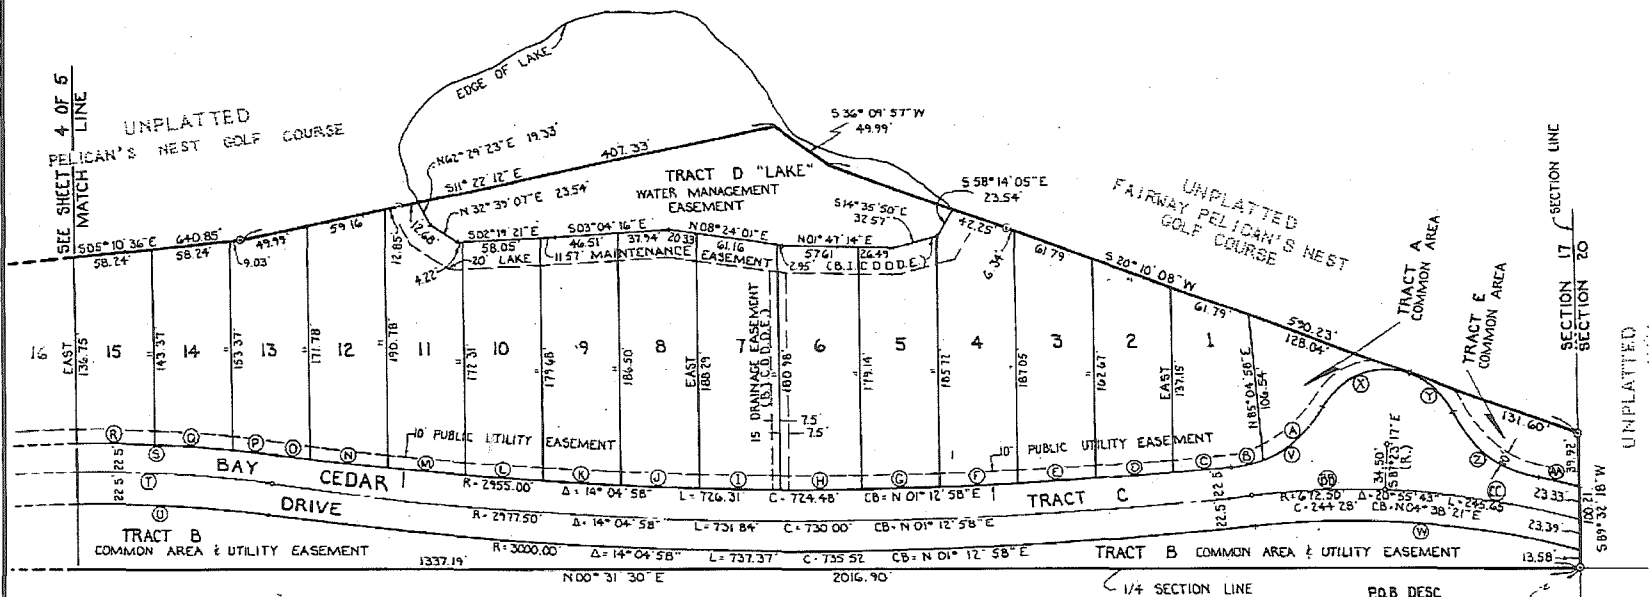 SEE SHEET 4 OF 5
MATCH LINE
UNPLATTED
PELICAN'S NEST GOLF COURSE
EDGE OF LAKE
N62° 29' 23" E 19.33'
407.33'
S11° 22' 12" E
N 32° 39' 07" E 23.54'
TRACT D "LAKE"
WATER MANAGEMENT
EASEMENT
S 36° 09' 57" W
49.99'
S 58° 14' 05" E
23.54'
S14° 35' 50" E
32.57'
UNPLATTED
FAIRWAY PELICAN'S NEST
GOLF COURSE
TRACT A
COMMON AREA
TRACT E
COMMON AREA
SECTION LINE
SECTION 17
SECTION 20
UNPLATTED
S05° 10' 36" E 640.85'
58.24'
58.24'
9.03'
49.99'
59.16
12.85'
12.68'
4.22'
S02° 19' 21" E
58.05'
20' LAKE
S03° 04' 16" E
46.51'
11.57'
MAINTENANCE
37.94'
20.33
N08° 24' 01" E
61.16
EASEMENT
N01° 47' 14" E
57.61
26.49
2.95'
(B.I.C.D.D.D.E.)
42.25'
6.34'
61.79
S 20° 10' 08" W
61.79'
590.23'
128.04'
131.60'
16
EAST
136.75'
15
143.37'
14
153.37'
13
171.78'
12
190.78'
11
172.31'
10
179.68'
9
186.50'
8
EAST
188.29'
7
15' DRAINAGE EASEMENT
(B.I.C.D.D.D.E.)
180.98'
7.5'
7.5'
6
179.14'
5
185.72
4
187.05
3
162.67'
2
EAST
137.15'
1
N85° 04' 58" E
106.54'
R
Q
P
O
N
M
L
K
J
I
H
G
F
E
D
C
B
A
V
X
Y
Z
AA
BB
CC
S
T
U
W
10' PUBLIC UTILITY EASEMENT
10' PUBLIC UTILITY EASEMENT
22.5'
22.5'
22.5'
22.5'
BAY CEDAR
DRIVE
TRACT C
R= 2955.00' Δ= 14° 04' 58" L= 726.31' C= 724.48' CB= N 01° 12' 58" E
R= 2977.50' Δ= 14° 04' 58" L= 731.84' C= 730.00' CB= N 01° 12' 58" E
R= 3000.00' Δ= 14° 04' 58" L= 737.37' C= 735.52 CB= N 01° 12' 58" E
34.50'
S87° 23' 17" E
(R.)
R= 672.50' Δ= 20° 55' 43" L= 245.65'
C= 244.28' CB= N04° 38' 21" E
39.92'
23.33
23.39
13.58'
100.21
S89° 32' 18" W
TRACT B
COMMON AREA & UTILITY EASEMENT
TRACT B COMMON AREA & UTILITY EASEMENT
1337.19'
N00° 31' 30" E
2016.90'
1/4 SECTION LINE
P.O.B. DESC.